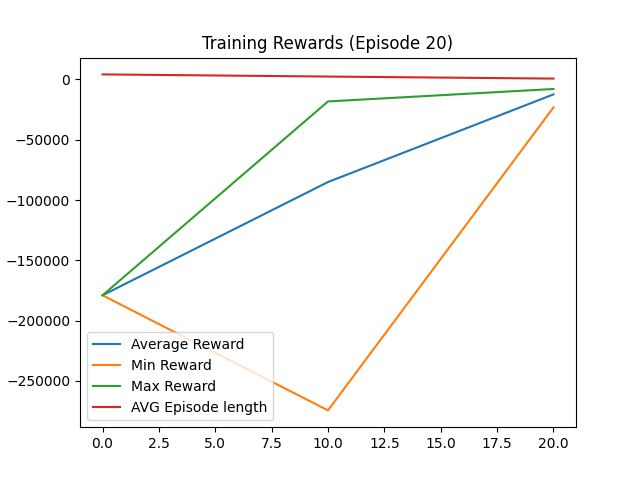 Training Rewards (Episode 20)
0
−50000
−100000
−150000
−200000
−250000
Average Reward
Min Reward
Max Reward
AVG Episode length
0.0 2.5 5.0 7.5 10.0 12.5 15.0 17.5 20.0